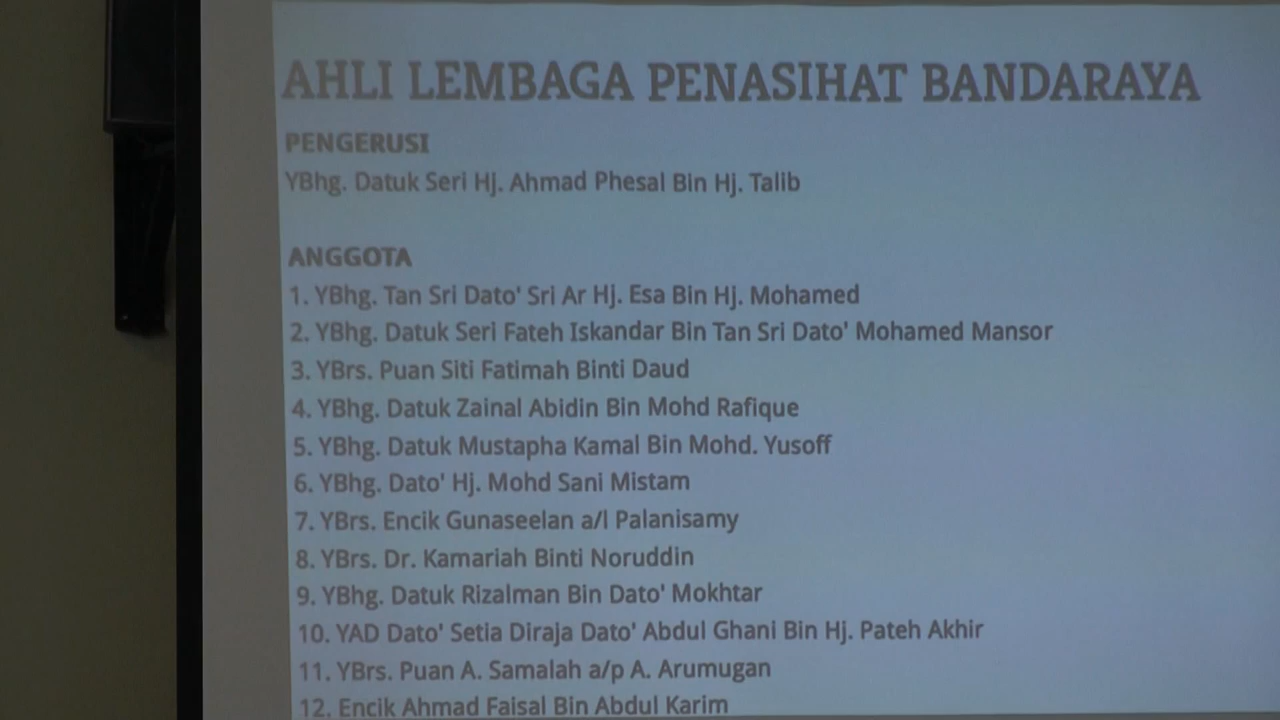 AHLI LEMBAGA PENASIHAT BANDARAYA
PENGERUSI
YBhg. Datuk Seri Hj. Ahmad Phesal Bin Hj. Talib
ANGGOTA
1. YBhg. Tan Sri Dato' Sri Ar Hj. Esa Bin Hj. Mohamed
2. YBhg. Datuk Seri Fateh Iskandar Bin Tan Sri Dato' Mohamed Mansor
3. YBrs. Puan Siti Fatimah Binti Daud
4. YBhg. Datuk Zainal Abidin Bin Mohd Rafique
5. YBhg. Datuk Mustapha Kamal Bin Mohd. Yusoff
6. YBhg. Dato' Hj. Mohd Sani Mistam
7. YBrs. Encik Gunaseelan a/l Palanisamy
8. YBrs. Dr. Kamariah Binti Noruddin
9. YBhg. Datuk Rizalman Bin Dato' Mokhtar
10. YAD Dato' Setia Diraja Dato' Abdul Ghani Bin Hj. Pateh Akhir
11. YBrs. Puan A. Samalah a/p A. Arumugan
12. Encik Ahmad Faisal Bin Abdul Karim